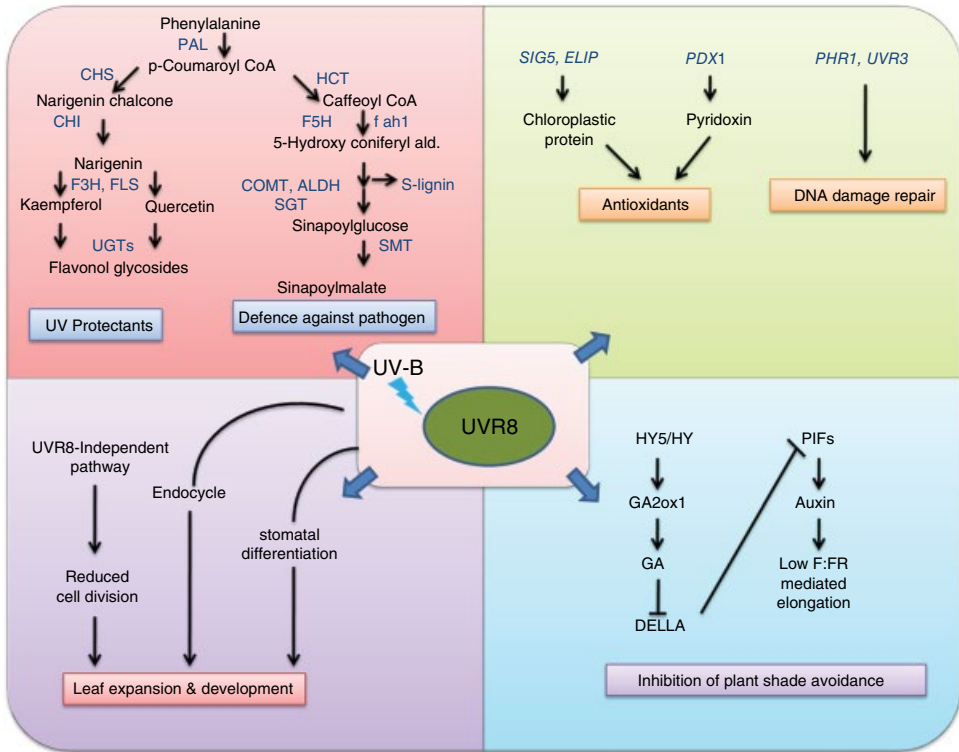 Phenylalanine
PAL
p-Coumaroyl CoA
CHS
Narigenin chalcone
CHI
Narigenin
F3H, FLS
Kaempferol
Quercetin
UGTs
Flavonol glycosides
UV Protectants
HCT
Caffeoyl CoA
F5H
f ah1
5-Hydroxy coniferyl ald.
COMT, ALDH
S-lignin
SGT
Sinapoylglucose
SMT
Sinapoylmalate
Defence against pathogen
SIG5, ELIP
PDX1
PHR1, UVR3
Chloroplastic
protein
Pyridoxin
Antioxidants
DNA damage repair
UV-B
UVR8
UVR8-Independent
pathway
Endocycle
stomatal
differentiation
Reduced
cell division
Leaf expansion & development
HY5/HY
GA2ox1
GA
DELLA
PIFs
Auxin
Low F:FR
mediated
elongation
Inhibition of plant shade avoidance